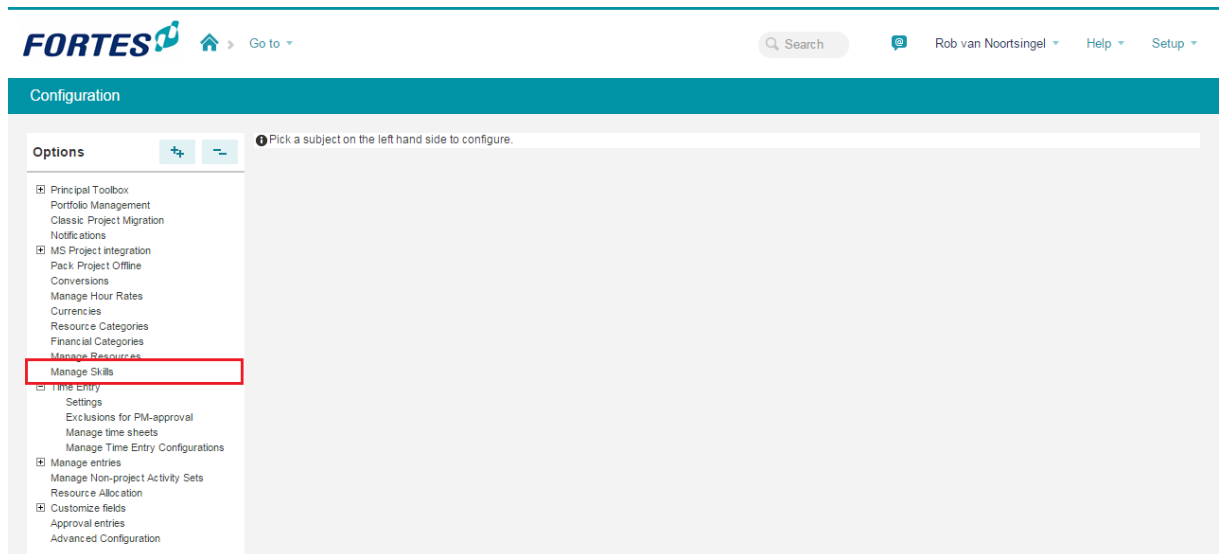 FORTES Go to Search Rob van Noortsingel Help Setup
Configuration
Options
Pick a subject on the left hand side to configure.
Principal Toolbox
Portfolio Management
Classic Project Migration
Notifications
MS Project integration
Pack Project Offline
Conversions
Manage Hour Rates
Currencies
Resource Categories
Financial Categories
Manage Resources
Manage Skills
Time Entry
Settings
Exclusions for PM-approval
Manage time sheets
Manage Time Entry Configurations
Manage entries
Manage Non-project Activity Sets
Resource Allocation
Customize fields
Approval entries
Advanced Configuration